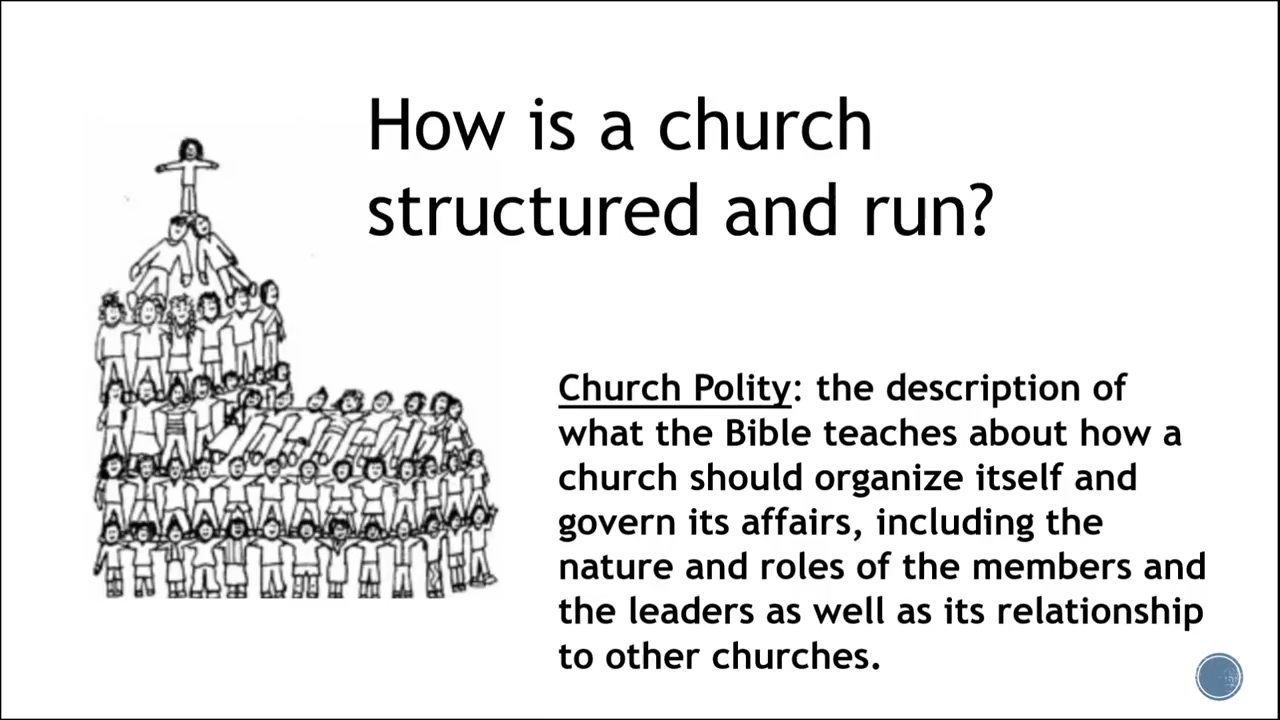 How is a church
structured and run?
Church Polity: the description of
what the Bible teaches about how a
church should organize itself and
govern its affairs, including the
nature and roles of the members and
the leaders as well as its relationship
to other churches.